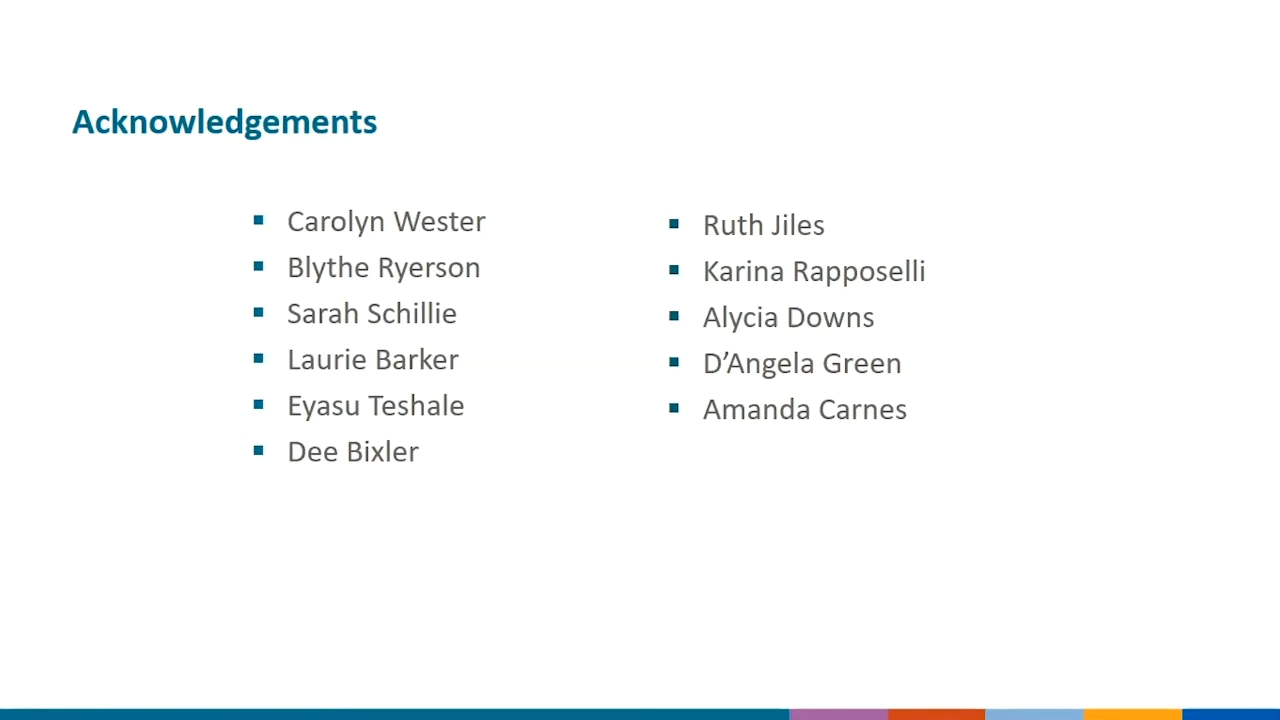 Acknowledgements
Carolyn Wester
Blythe Ryerson
Sarah Schillie
Laurie Barker
Eyasu Teshale
Dee Bixler
Ruth Jiles
Karina Rapposelli
Alycia Downs
D’Angela Green
Amanda Carnes